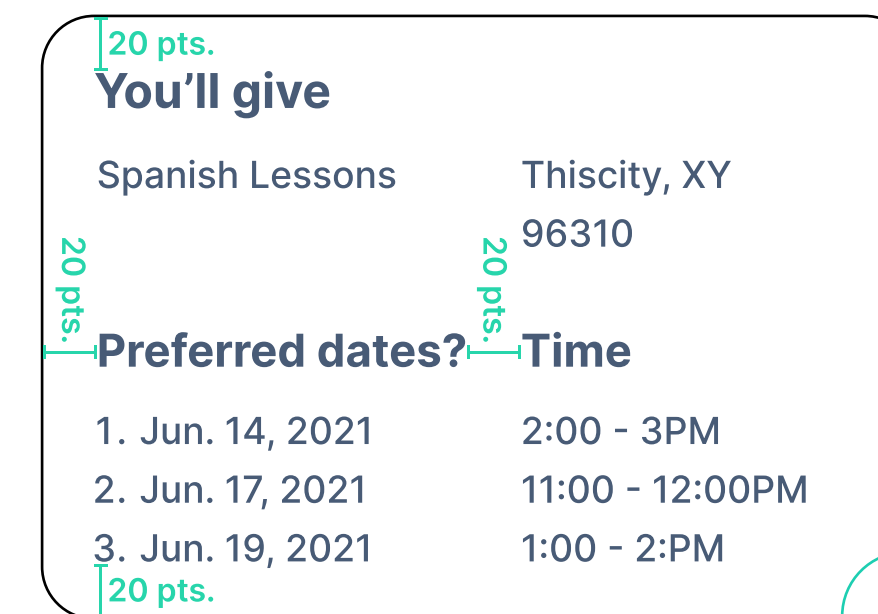 20 pts.
You’ll give
Spanish Lessons
Thiscity, XY
96310
20 pts.
20 pts.
Preferred dates?
Time
1. Jun. 14, 2021
2:00 - 3PM
2. Jun. 17, 2021
11:00 - 12:00PM
3. Jun. 19, 2021
1:00 - 2:PM
20 pts.